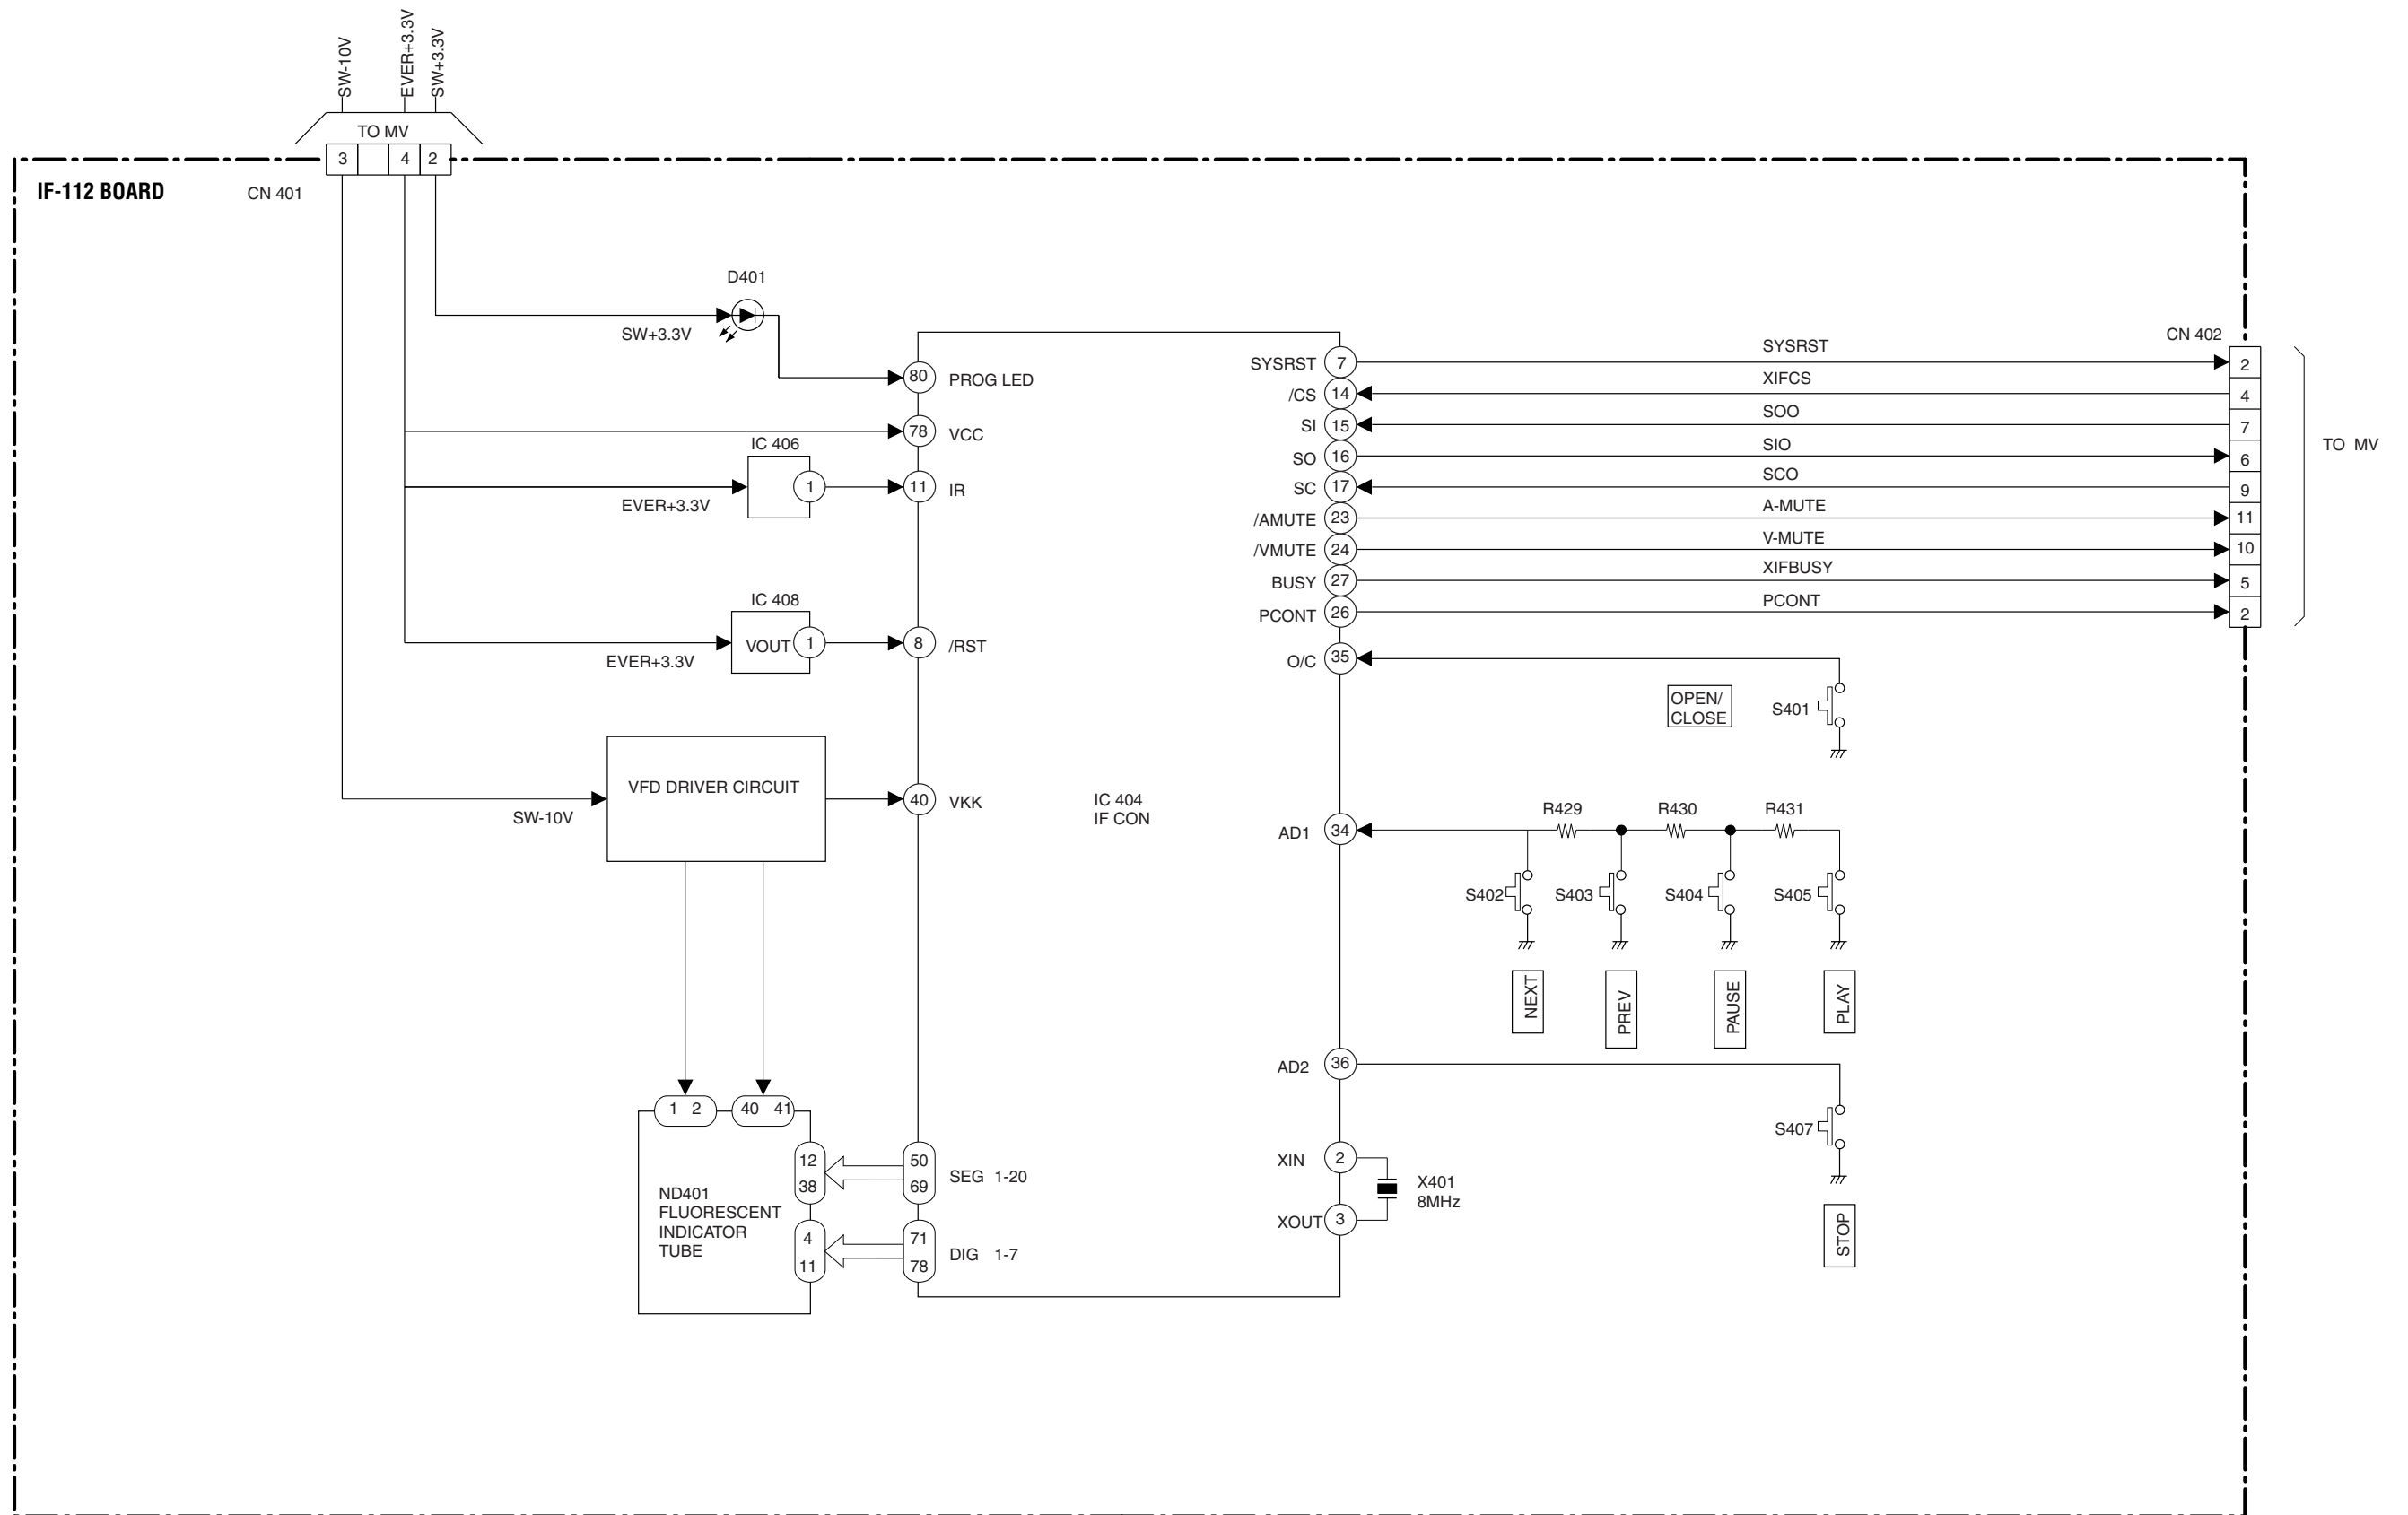 SW-10V
EVER+3.3V
SW+3.3V
TO MV
3 4 2
IF-112 BOARD
CN 401
D401
SW+3.3V
80 PROG LED
78 VCC
IC 406
1
11 IR
EVER+3.3V
IC 408
VOUT 1
8 /RST
EVER+3.3V
VFD DRIVER CIRCUIT
40 VKK
SW-10V
IC 404
IF CON
1 2
40 41
12
38
50
69
SEG 1-20
ND401
FLUORESCENT
INDICATOR
TUBE
4
11
71
78
DIG 1-7
CN 402
SYSRST 7 SYSRST 2
/CS 14 XIFCS 4
SI 15 SOO 7
SO 16 SIO 6
SC 17 SCO 9
/AMUTE 23 A-MUTE 11
/VMUTE 24 V-MUTE 10
BUSY 27 XIFBUSY 5
PCONT 26 PCONT 2
TO MV
O/C 35
OPEN/
CLOSE
S401
R429 R430 R431
AD1 34
S402 S403 S404 S405
NEXT
PREV
PAUSE
PLAY
AD2 36
S407
STOP
XIN 2
X401
8MHz
XOUT 3